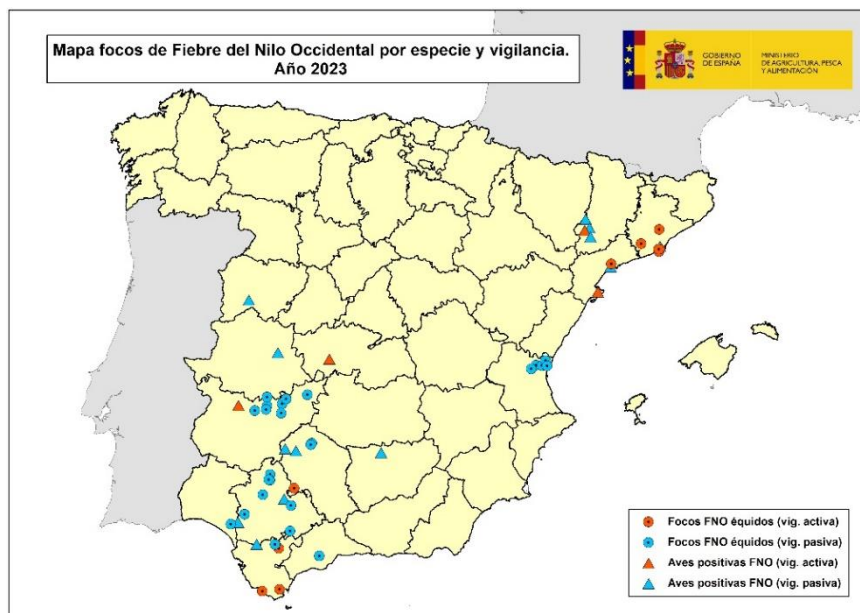 Mapa focos de Fiebre del Nilo Occidental por especie y vigilancia.
Año 2023
GOBIERNO
DE ESPAÑA
MINISTERIO
DE AGRICULTURA, PESCA
Y ALIMENTACIÓN
Focos FNO équidos (vig. activa)
Focos FNO équidos (vig. pasiva)
Aves positivas FNO (vig. activa)
Aves positivas FNO (vig. pasiva)